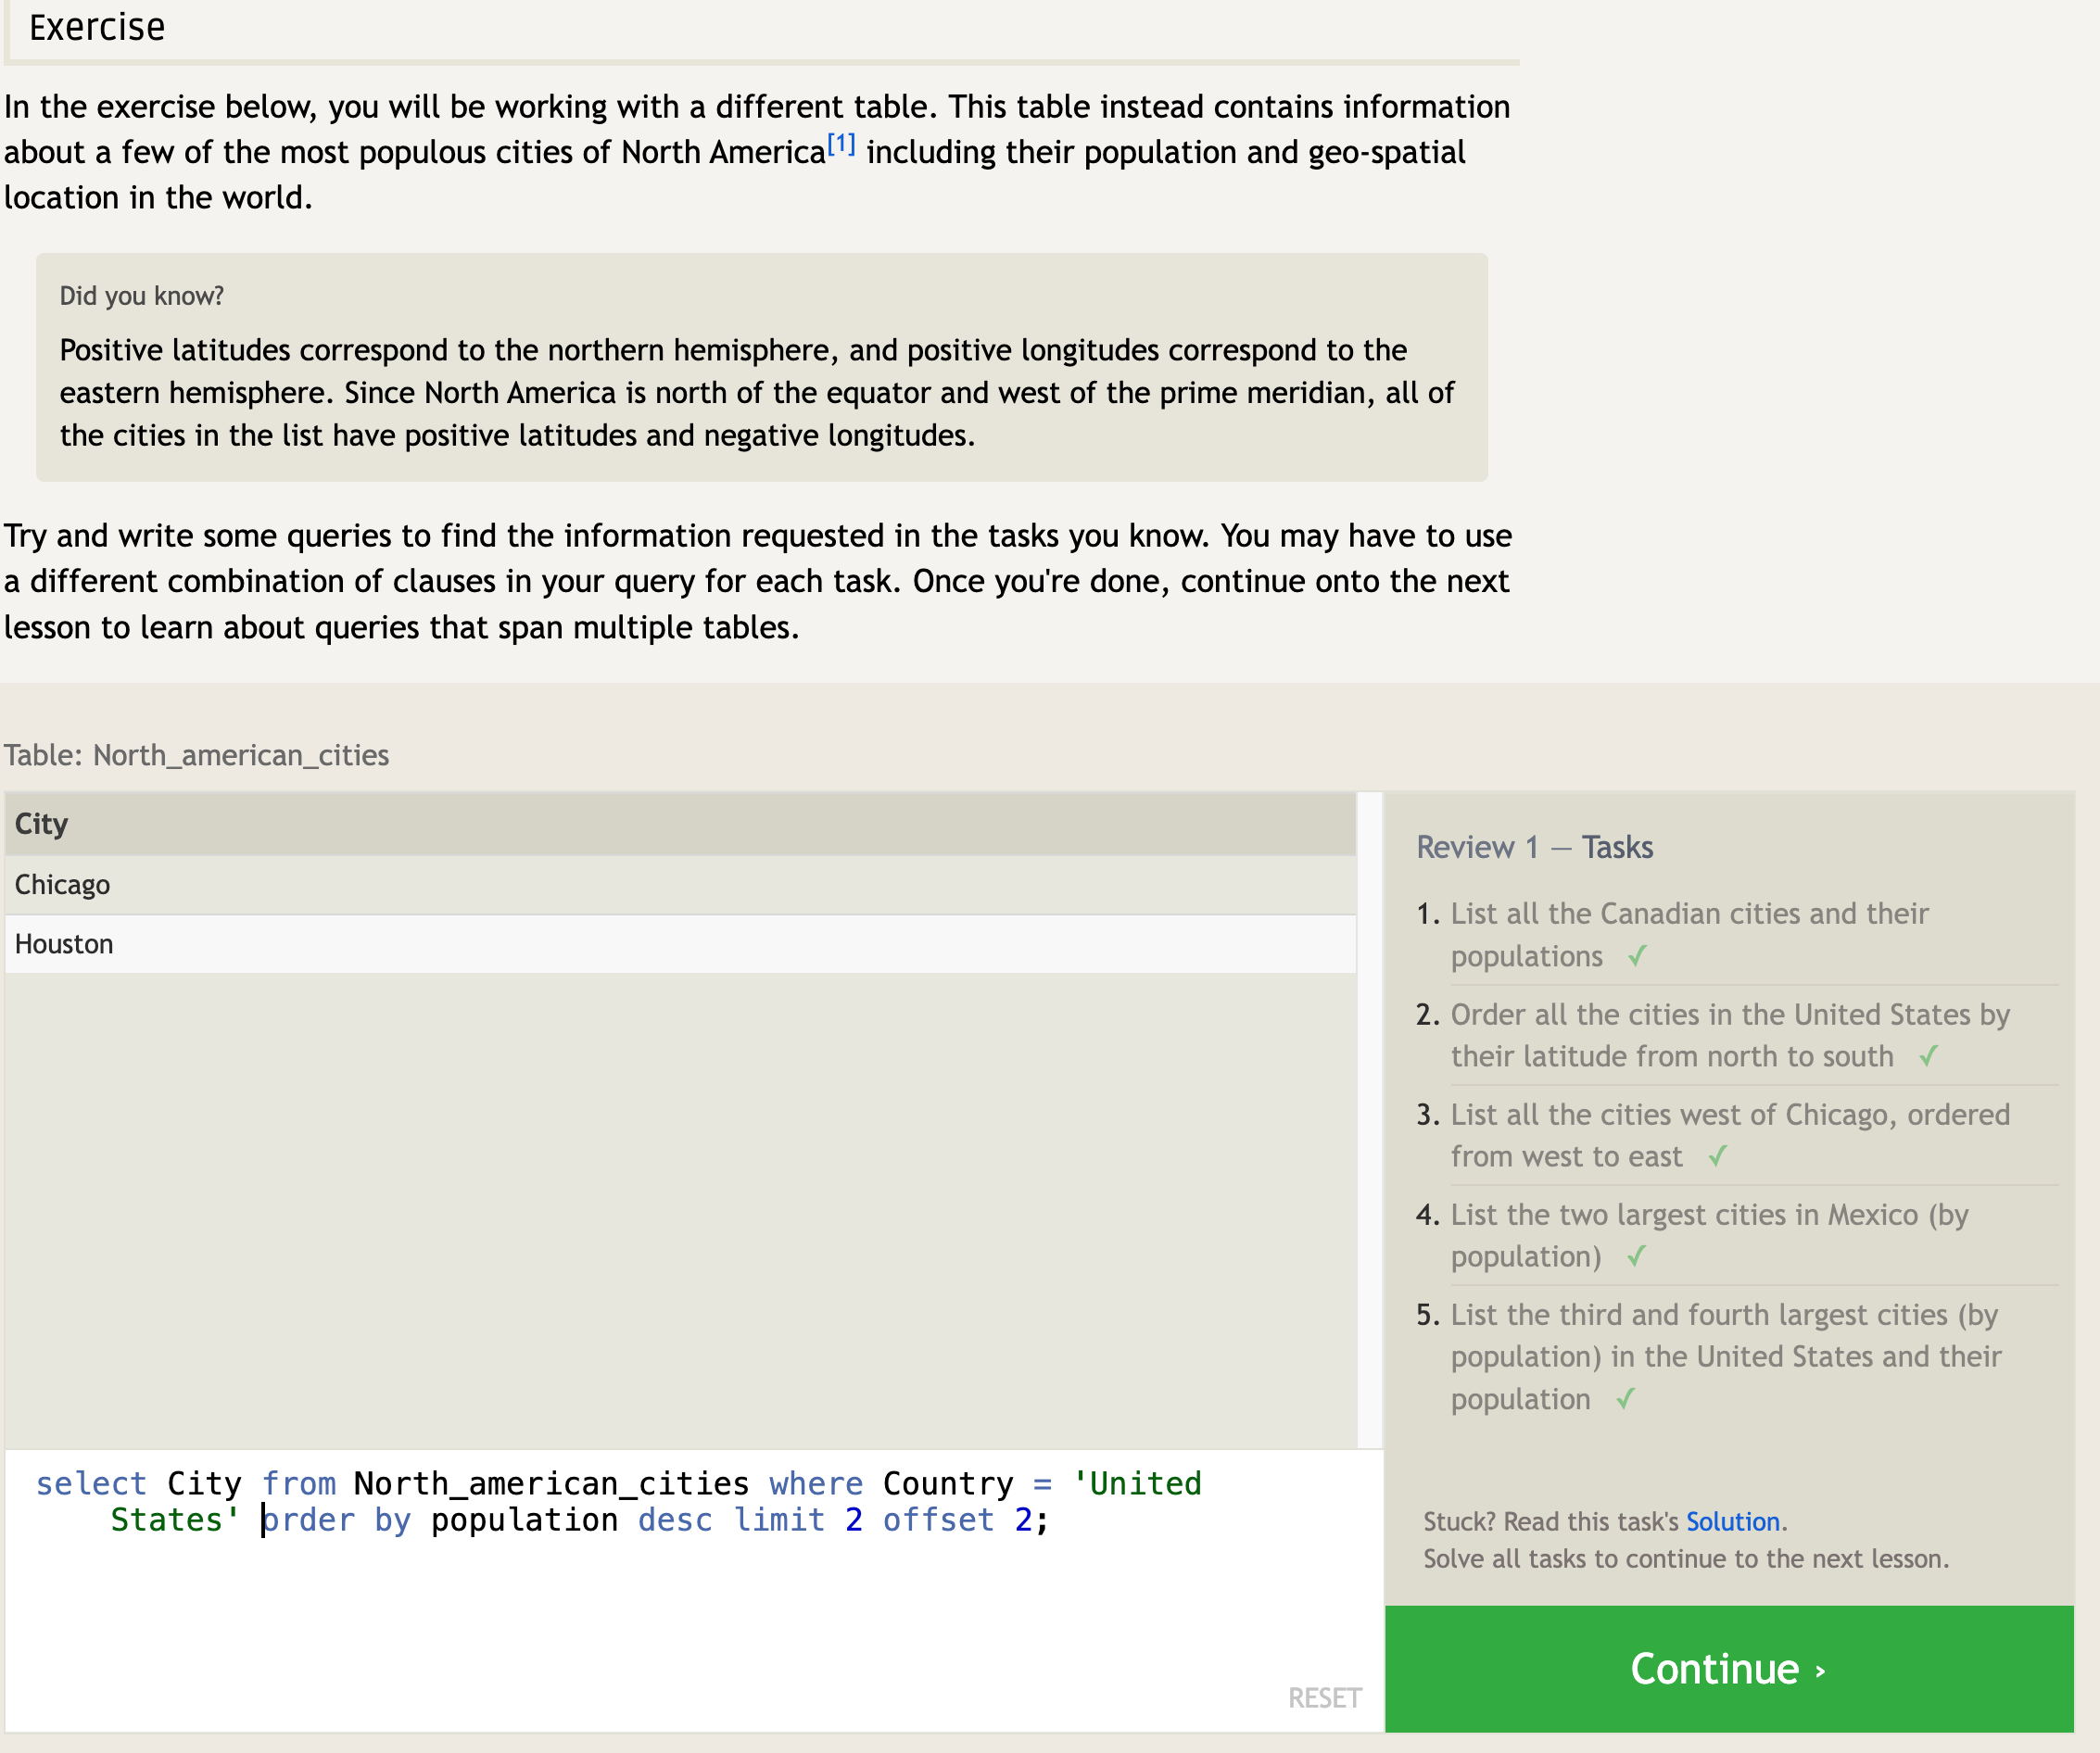 Exercise
In the exercise below, you will be working with a different table. This table instead contains information
about a few of the most populous cities of North America[1] including their population and geo-spatial
location in the world.
Did you know?
Positive latitudes correspond to the northern hemisphere, and positive longitudes correspond to the
eastern hemisphere. Since North America is north of the equator and west of the prime meridian, all of
the cities in the list have positive latitudes and negative longitudes.
Try and write some queries to find the information requested in the tasks you know. You may have to use
a different combination of clauses in your query for each task. Once you're done, continue onto the next
lesson to learn about queries that span multiple tables.
Table: North_american_cities
City
Chicago
Houston
select City from North_american_cities where Country = 'United
States' order by population desc limit 2 offset 2;
RESET
Review 1 — Tasks
1. List all the Canadian cities and their
populations ✓
2. Order all the cities in the United States by
their latitude from north to south ✓
3. List all the cities west of Chicago, ordered
from west to east ✓
4. List the two largest cities in Mexico (by
population) ✓
5. List the third and fourth largest cities (by
population) in the United States and their
population ✓
Stuck? Read this task's Solution.
Solve all tasks to continue to the next lesson.
Continue ›